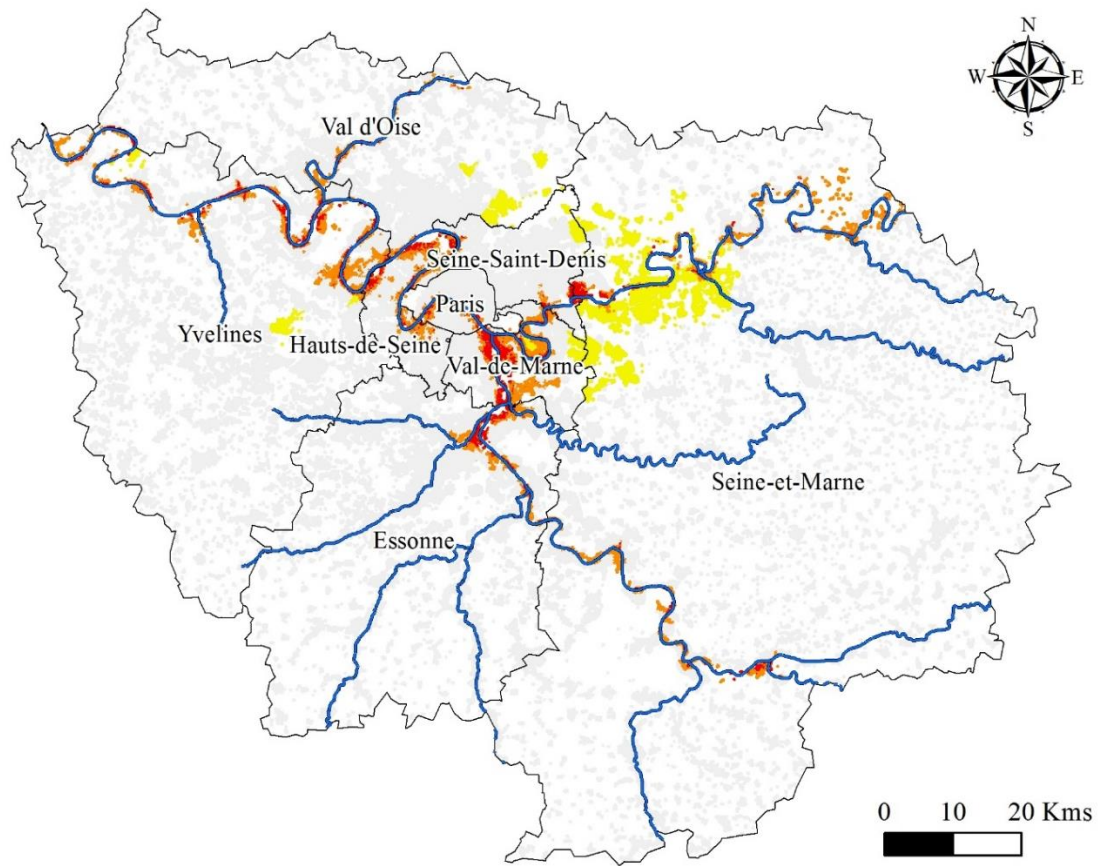 N
W E
S
Val d'Oise
Seine-Saint-Denis
Paris
Yvelines
Hauts-de-Seine
Val-de-Marne
Seine-et-Marne
Essonne
0 10 20 Kms